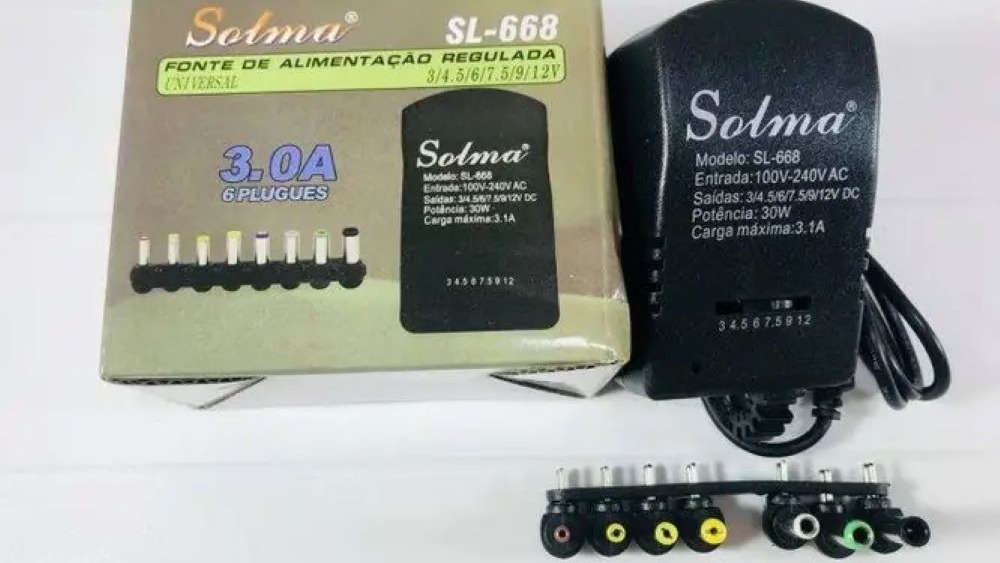 Solma®
SL-668
FONTE DE ALIMENTAÇÃO REGULADA
UNIVERSAL
3/4.5/6/7.5/9/12V
3.0A
6 PLUGUES
Solma®
Modelo: SL-668
Entrada:100V-240V AC
Saídas: 3/4.5/6/7.5/9/12V DC
Potência: 30W
Carga máxima:3.1A
3 4.5 6 7.5 9 12
Solma®
Modelo: SL-668
Entrada:100V-240V AC
Saídas: 3/4.5/6/7.5/9/12V DC
Potência: 30W
Carga máxima:3.1A
3 4.5 6 7.5 9 12